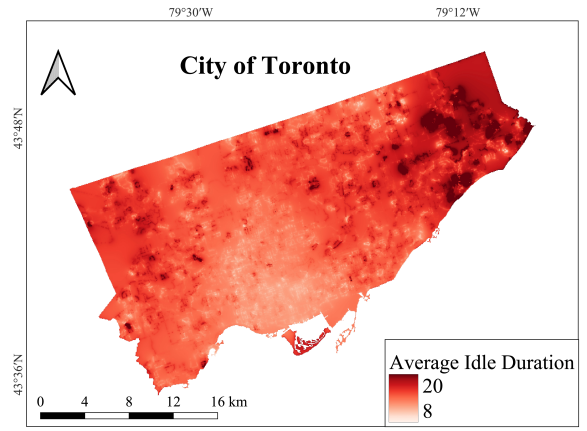 79°30′W 79°12′W
City of Toronto
43°48′N
43°36′N
Average Idle Duration
20
8
0 4 8 12 16 km